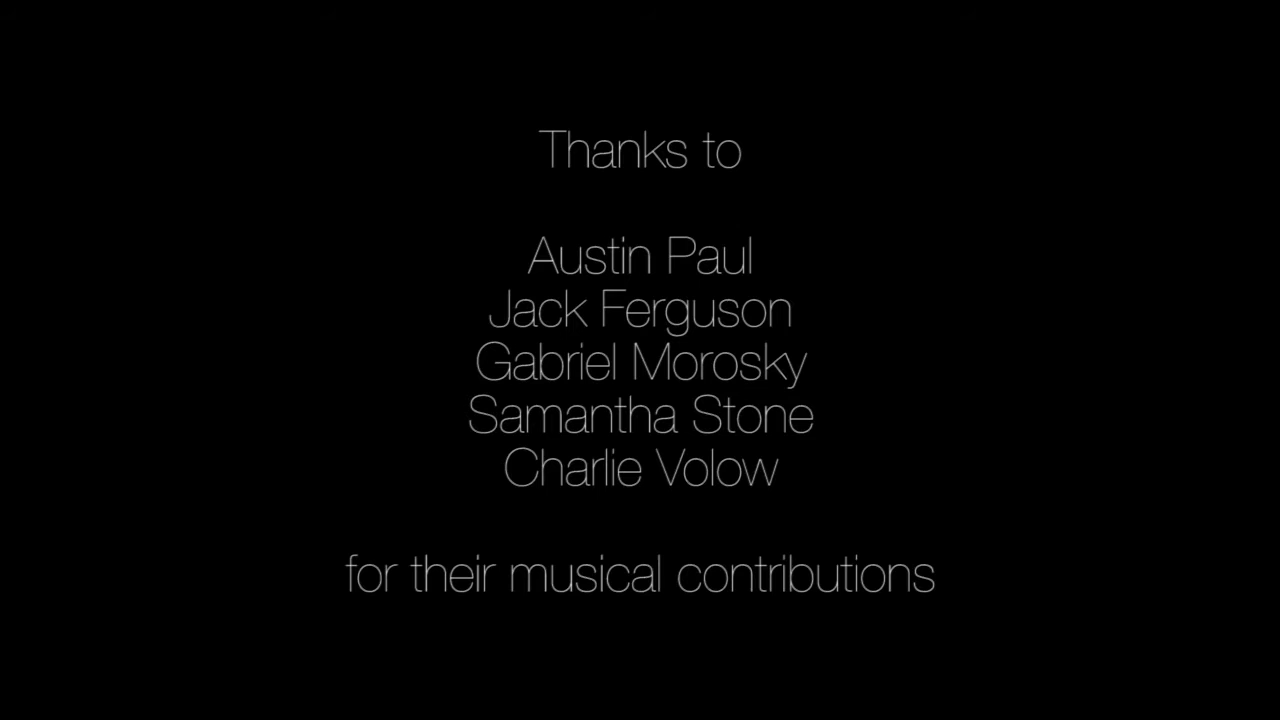 Thanks to
Austin Paul
Jack Ferguson
Gabriel Morosky
Samantha Stone
Charlie Volow
for their musical contributions